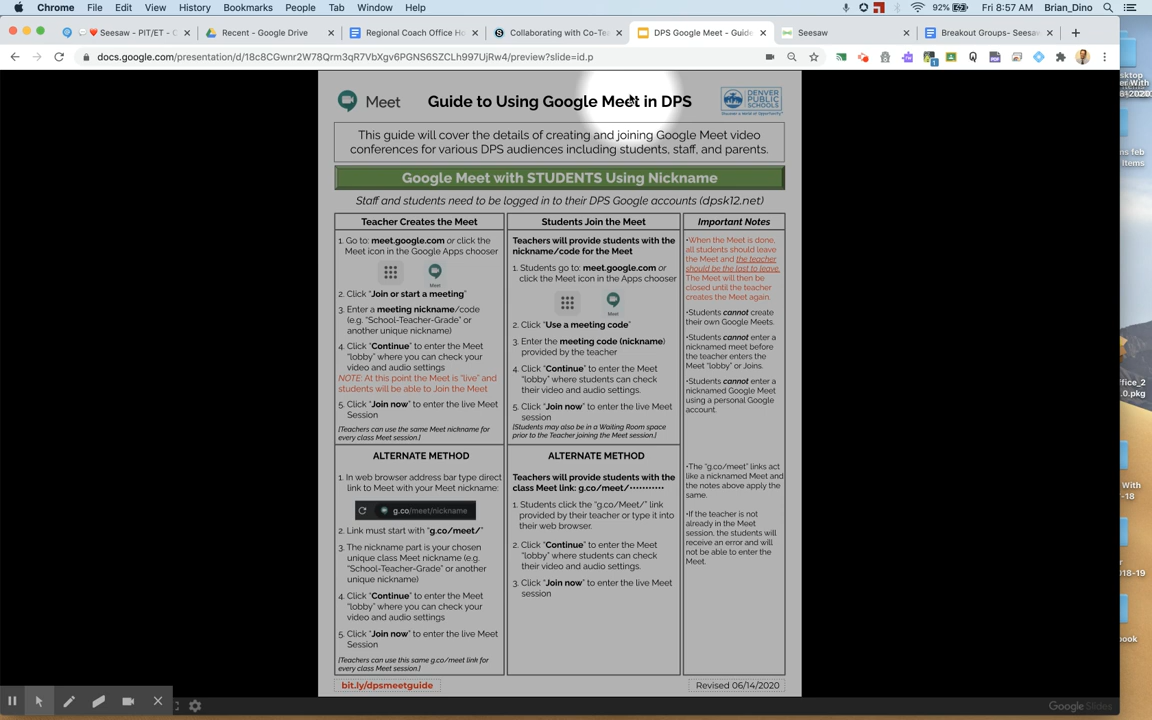 Chrome File Edit View History Bookmarks People Tab Window Help
92% Fri 8:57 AM Brian_Dino
Seesaw - PIT/ET - C
Recent - Google Drive
Regional Coach Office Ho
Collaborating with Co-Tea
DPS Google Meet - Guide
Seesaw
Breakout Groups- Seesaw
docs.google.com/presentation/d/18c8CGwnr2W78Qrm3qR7VbXgv6PGNS6SZCLh997UjRw4/preview?slide=id.p
Meet
Guide to Using Google Meet in DPS
DENVER
PUBLIC
SCHOOLS
This guide will cover the details of creating and joining Google Meet video
conferences for various DPS audiences including students, staff, and parents.
Google Meet with STUDENTS Using Nickname
Staff and students need to be logged in to their DPS Google accounts (dpsk12.net)
Teacher Creates the Meet
1. Go to: meet.google.com or click the
Meet icon in the Google Apps chooser
Meet
2. Click "Join or start a meeting"
3. Enter a meeting nickname/code
(e.g. "School-Teacher-Grade" or
another unique nickname)
4. Click "Continue" to enter the Meet
"lobby" where you can check your
video and audio settings
NOTE: At this point the Meet is "live" and
students will be able to Join the Meet
5. Click "Join now" to enter the live Meet
Session
[Teachers can use the same Meet nickname for
every class Meet session.]
Students Join the Meet
Teachers will provide students with the
nickname/code for the Meet
1. Students go to: meet.google.com or
click the Meet icon in the Apps chooser
Meet
2. Click "Use a meeting code"
3. Enter the meeting code (nickname)
provided by the teacher
4. Click "Continue" to enter the Meet
"lobby" where students can check
their video and audio settings.
5. Click "Join now" to enter the live Meet
session
[Students may also be in a Waiting Room space
prior to the Teacher joining the Meet session.]
Important Notes
•When the Meet is done,
all students should leave
the Meet and the teacher
should be the last to leave.
The Meet will then be
closed until the teacher
creates the Meet again.
•Students cannot create
their own Google Meets.
•Students cannot enter a
nicknamed meet before
the teacher enters the
Meet "lobby" or Joins.
•Students cannot enter a
nicknamed Google Meet
using a personal Google
account.
ALTERNATE METHOD
1. In web browser address bar type direct
link to Meet with your Meet nickname:
g.co/meet/nickname
2. Link must start with "g.co/meet/"
3. The nickname part is your chosen
unique class Meet nickname (e.g.
"School-Teacher-Grade" or another
unique nickname)
4. Click "Continue" to enter the Meet
"lobby" where you can check your
video and audio settings
5. Click "Join now" to enter the live Meet
Session
[Teachers can use this same g.co/meet link for
every class Meet session.]
ALTERNATE METHOD
Teachers will provide students with the
class Meet link: g.co/meet/•••••••••••
1. Students click the "g.co/Meet/" link
provided by their teacher or type it into
their web browser.
2. Click "Continue" to enter the Meet
"lobby" where students can check
their video and audio settings.
3. Click "Join now" to enter the live Meet
session
•The "g.co/meet" links act
like a nicknamed Meet and
the notes above apply the
same.
•If the teacher is not
already in the Meet
session, the students will
receive an error and will
not be able to enter the
Meet.
bit.ly/dpsmeetguide
Revised 06/14/2020
Google Slides